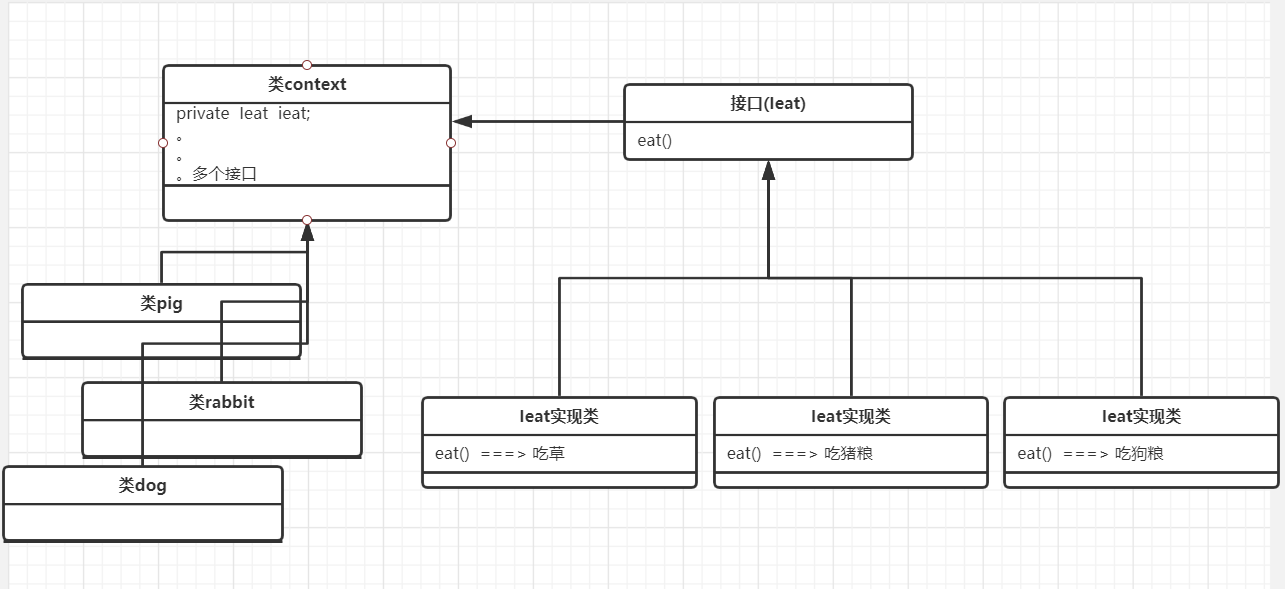 类context
private Ieat ieat;
。
。
。多个接口
接口(Ieat)
eat()
类pig
类rabbit
类dog
Ieat实现类
eat() ===> 吃草
Ieat实现类
eat() ===> 吃猪粮
Ieat实现类
eat() ===> 吃狗粮